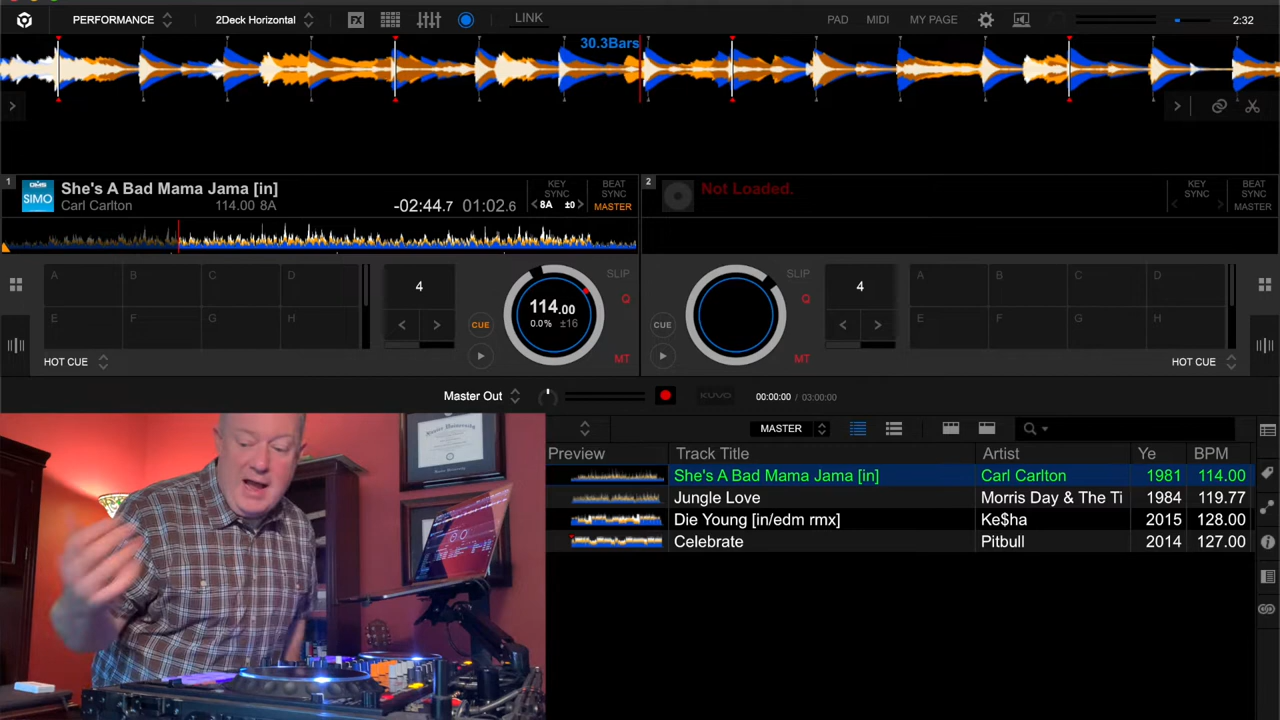 PERFORMANCE 2Deck Horizontal FX LINK PAD MIDI MY PAGE 2:32
30.3Bars
1 She's A Bad Mama Jama [in] KEY SYNC BEAT SYNC
SIMO Carl Carlton 114.00 8A -02:44.7 01:02.6 8A ±0 MASTER
2 Not Loaded. KEY SYNC BEAT SYNC MASTER
A B C D
E F G H
4
HOT CUE
CUE
114.00
0.0% ±16
SLIP
Q
MT
CUE
SLIP
Q
MT
4
A B C D
E F G H
HOT CUE
Master Out KUVO 00:00:00 / 03:00:00
MASTER
Preview Track Title Artist Ye BPM
She's A Bad Mama Jama [in] Carl Carlton 1981 114.00
Jungle Love Morris Day & The Ti 1984 119.77
Die Young [in/edm rmx] Ke$ha 2015 128.00
Celebrate Pitbull 2014 127.00